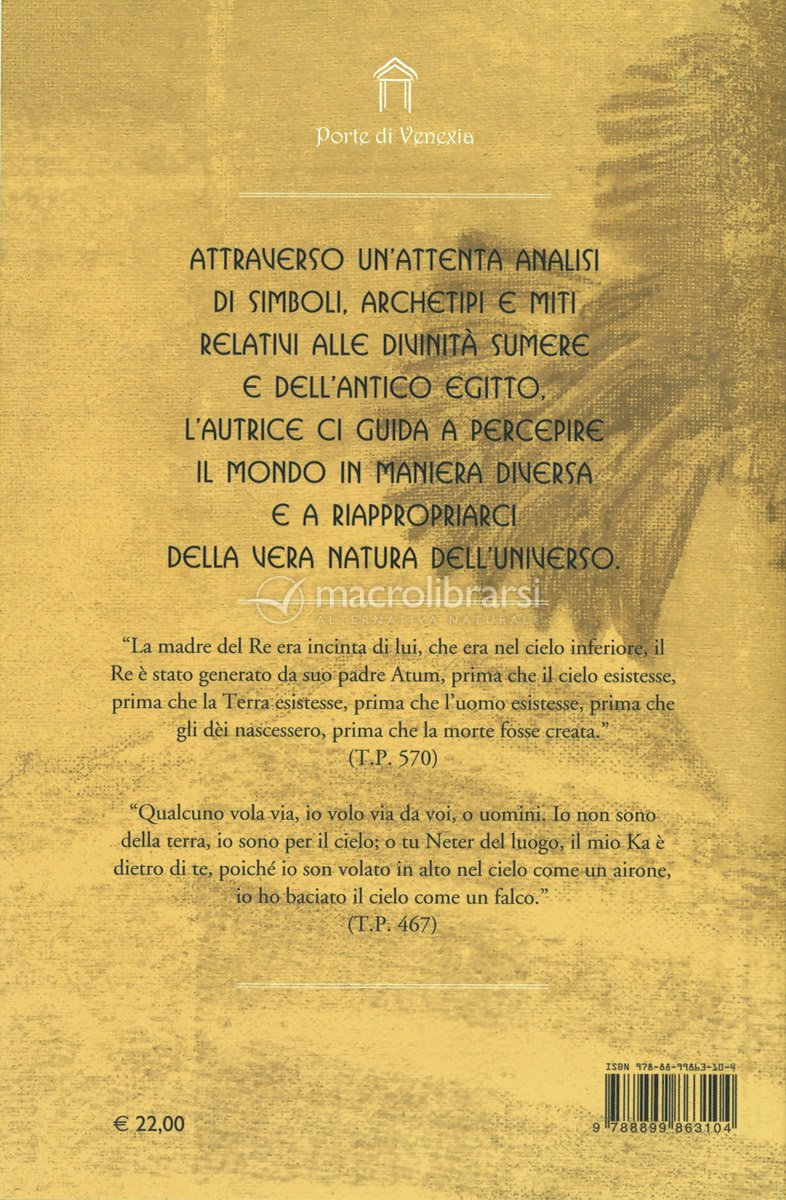 Porte di Venexia
ATTRAVERSO UN'ATTENTA ANALISI
DI SIMBOLI, ARCHETIPI E MITI
RELATIVI ALLE DIVINITÀ SUMERE
E DELL'ANTICO EGITTO,
L'AUTRICE CI GUIDA A PERCEPIRE
IL MONDO IN MANIERA DIVERSA
E A RIAPPROPRIARCI
DELLA VERA NATURA DELL'UNIVERSO.
macrolibrarsi
ALTERNATIVA NATURALE
“La madre del Re era incinta di lui, che era nel cielo inferiore, il
Re è stato generato da suo padre Atum, prima che il cielo esistesse,
prima che la Terra esistesse, prima che l’uomo esistesse, prima che
gli dèi nascessero, prima che la morte fosse creata.”
(T.P. 570)
“Qualcuno vola via, io volo via da voi, o uomini. Io non sono
della terra, io sono per il cielo; o tu Neter del luogo, il mio Ka è
dietro di te, poiché io son volato in alto nel cielo come un airone,
io ho baciato il cielo come un falco.”
(T.P. 467)
ISBN 978-88-99863-10-4
€ 22,00
9 788899 863104